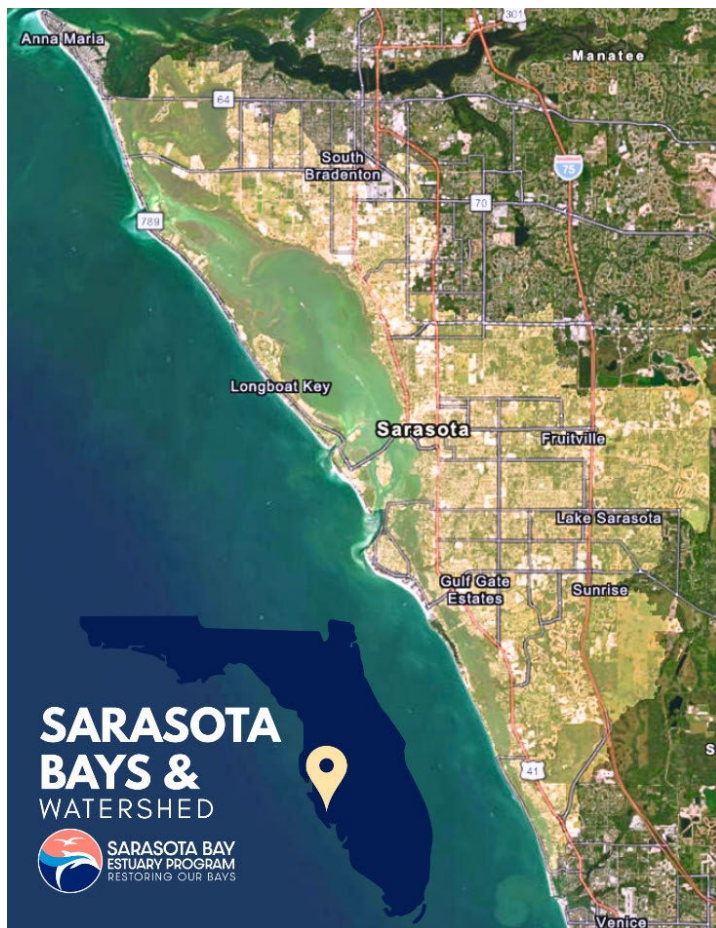 301
Anna Maria
Manatee
64
South
Bradenton
75
70
789
Longboat Key
Sarasota
Fruitville
Lake Sarasota
Gulf Gate
Estates
Sunrise
SARASOTA
BAYS &
WATERSHED
S
41
SARASOTA BAY
ESTUARY PROGRAM
RESTORING OUR BAYS
Venice